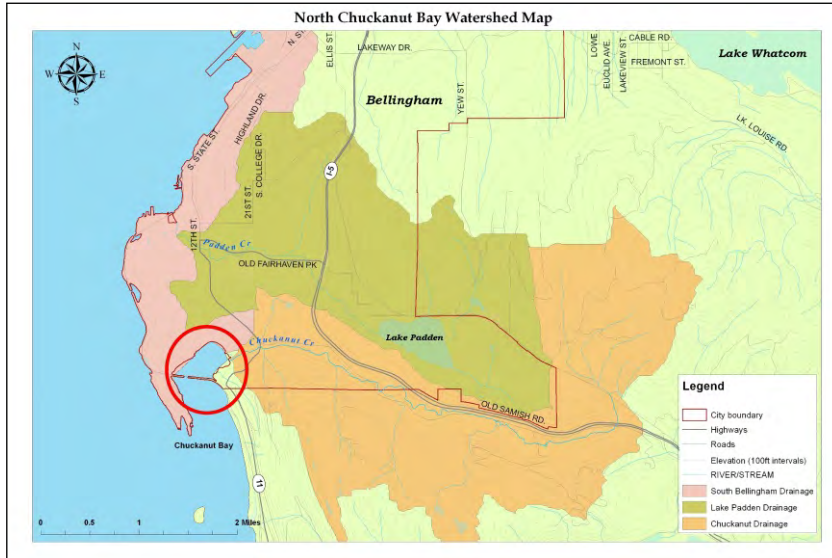 North Chuckanut Bay Watershed Map
N
W E
S
N. S
ELLIS ST.
LAKEWAY DR.
LOWE
EUCLID AVE.
LAKEVIEW ST.
CABLE RD.
FREMONT ST.
Lake Whatcom
Bellingham
YEW ST.
HIGHLAND DR.
S. STATE ST.
S. COLLEGE DR.
LK. LOUISE RD.
I-5
21ST ST.
12TH ST.
Padden Cr
OLD FAIRHAVEN PK
Lake Padden
Chuckanut Cr
OLD SAMISH RD.
Chuckanut Bay
11
0 0.5 1 2 Miles
Legend
City boundary
Highways
Roads
Elevation (100ft intervals)
RIVER/STREAM
South Bellingham Drainage
Lake Padden Drainage
Chuckanut Drainage